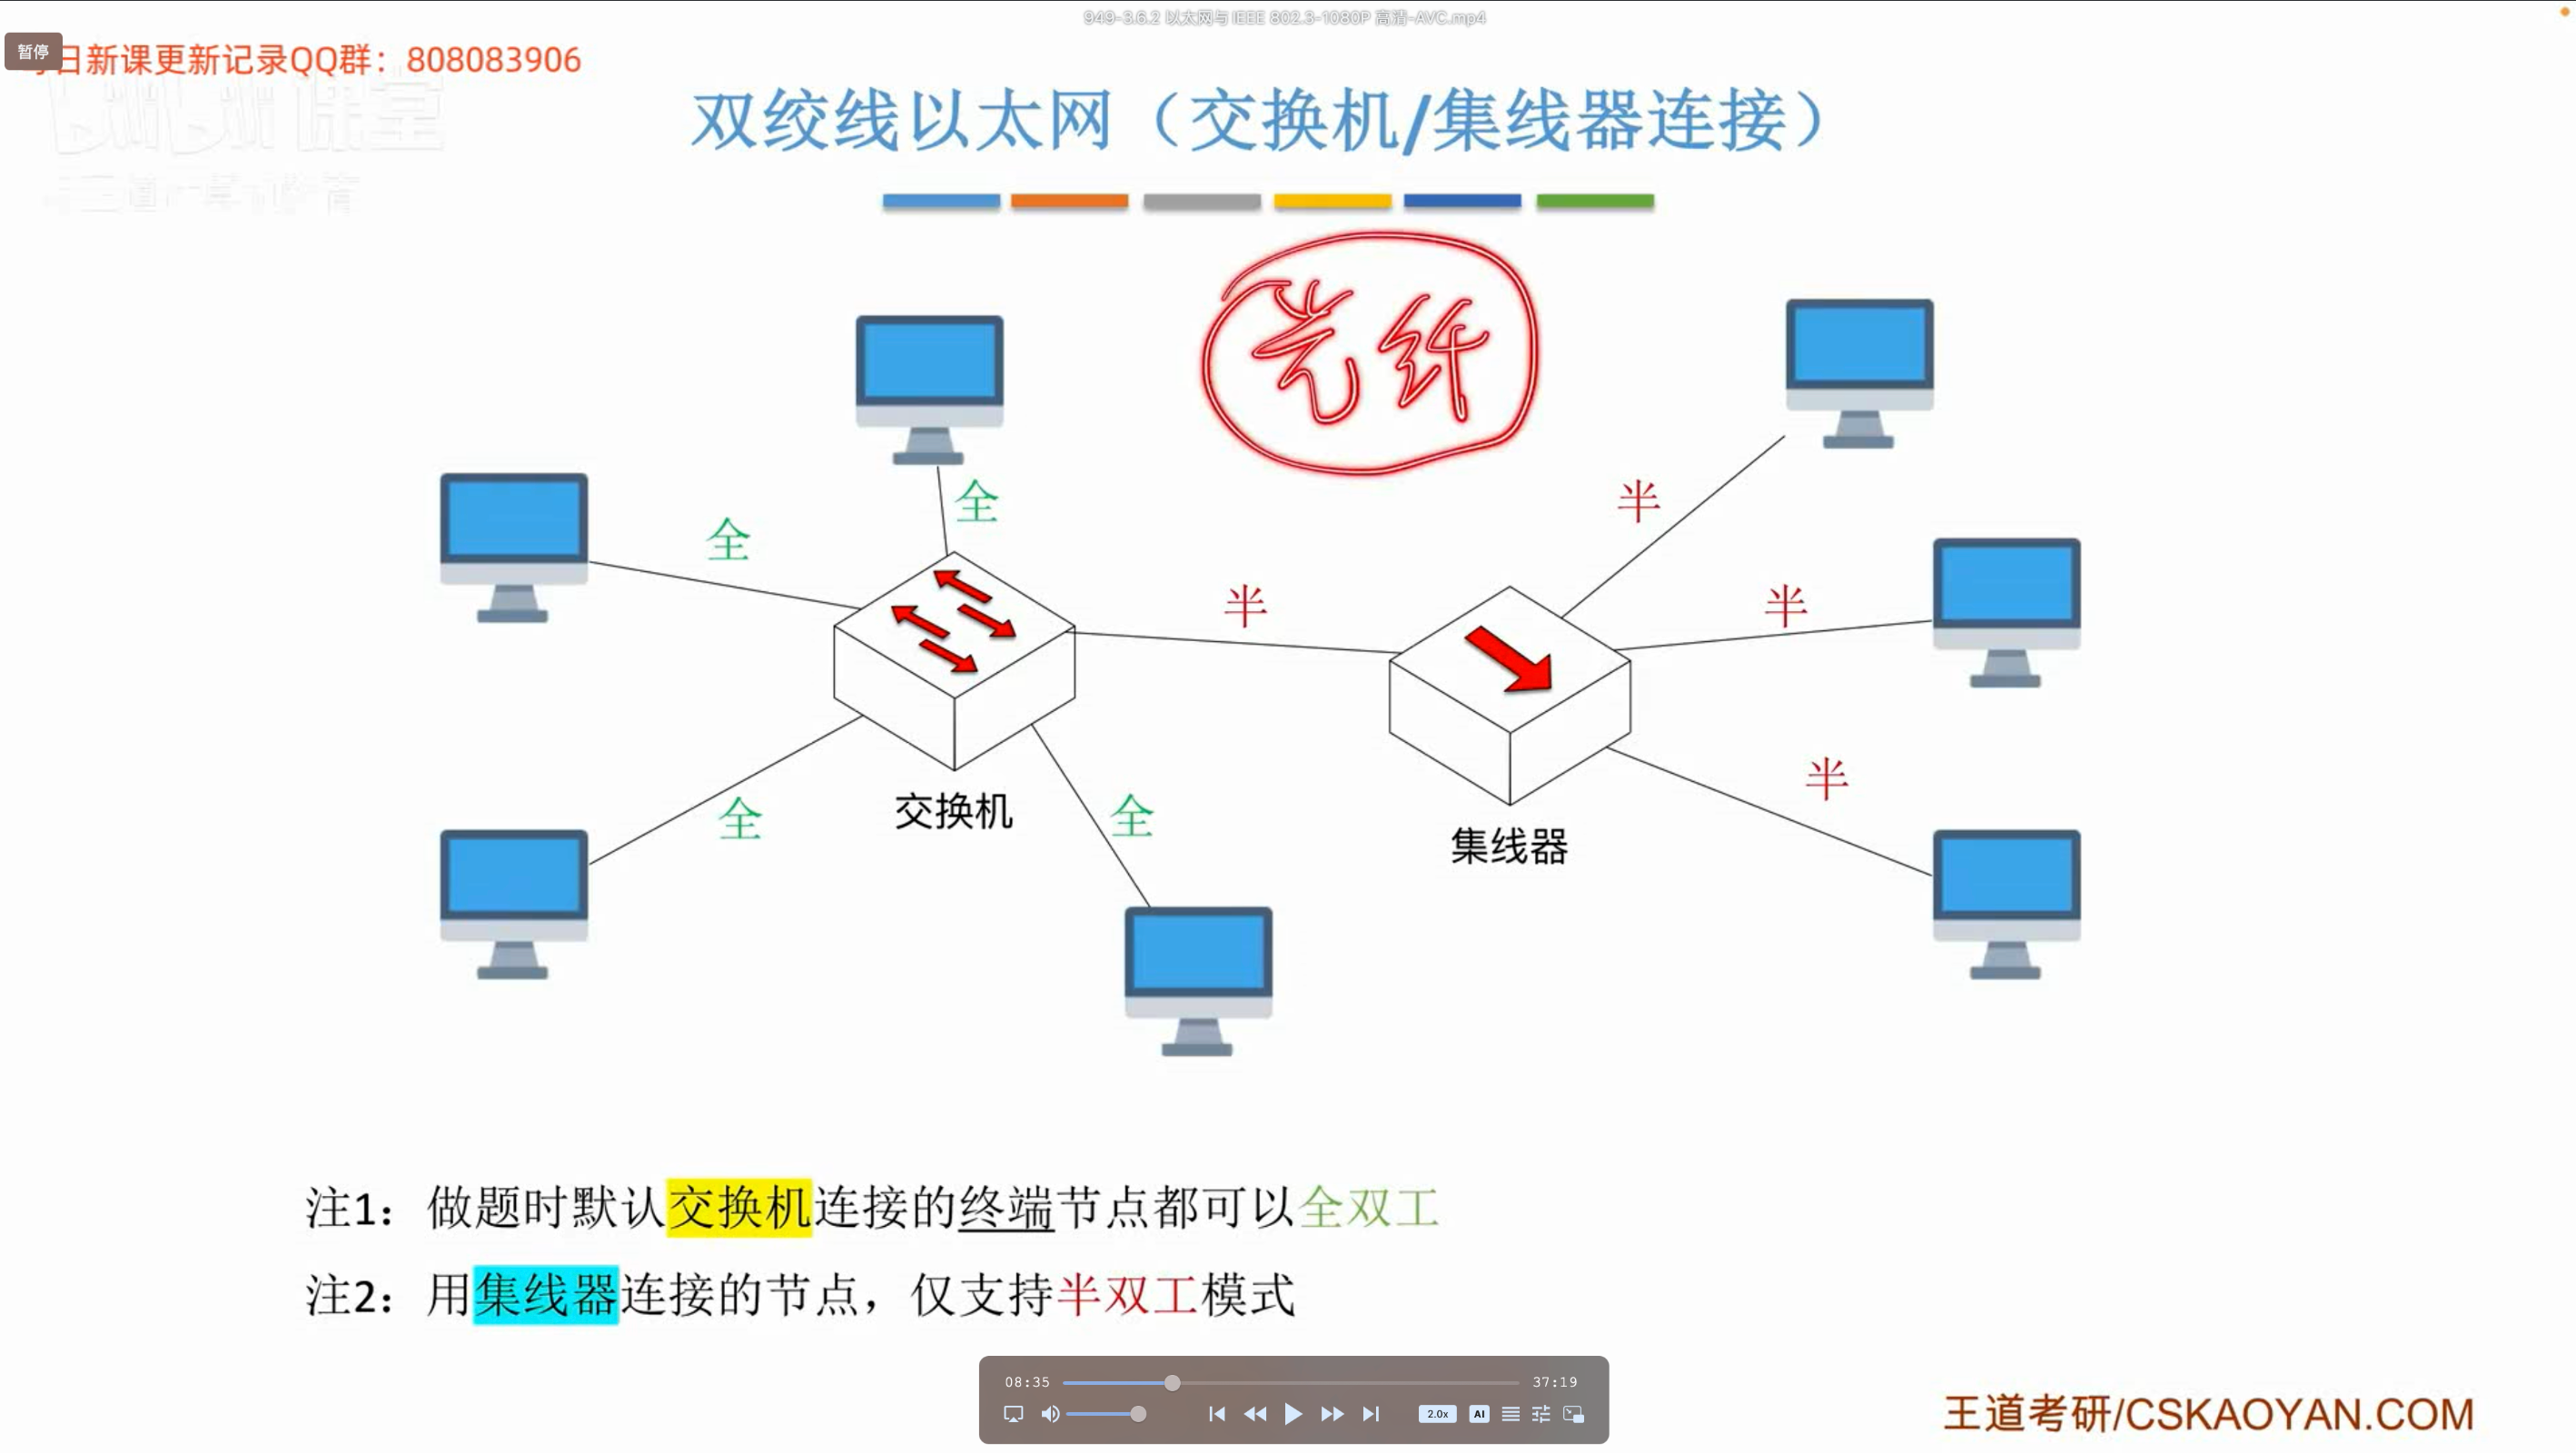 949-3.6.2 以太网与 IEEE 802.3-1080P 高清-AVC.mp4
暂停
日新课更新记录QQ群：808083906
课堂
双绞线以太网（交换机/集线器连接）
光纤
全
全
半
半
半
全
全
半
交换机
集线器
注1：做题时默认交换机连接的终端节点都可以全双工
注2：用集线器连接的节点，仅支持半双工模式
08:35
37:19
2.0x
AI
王道考研/CSKAOYAN.COM